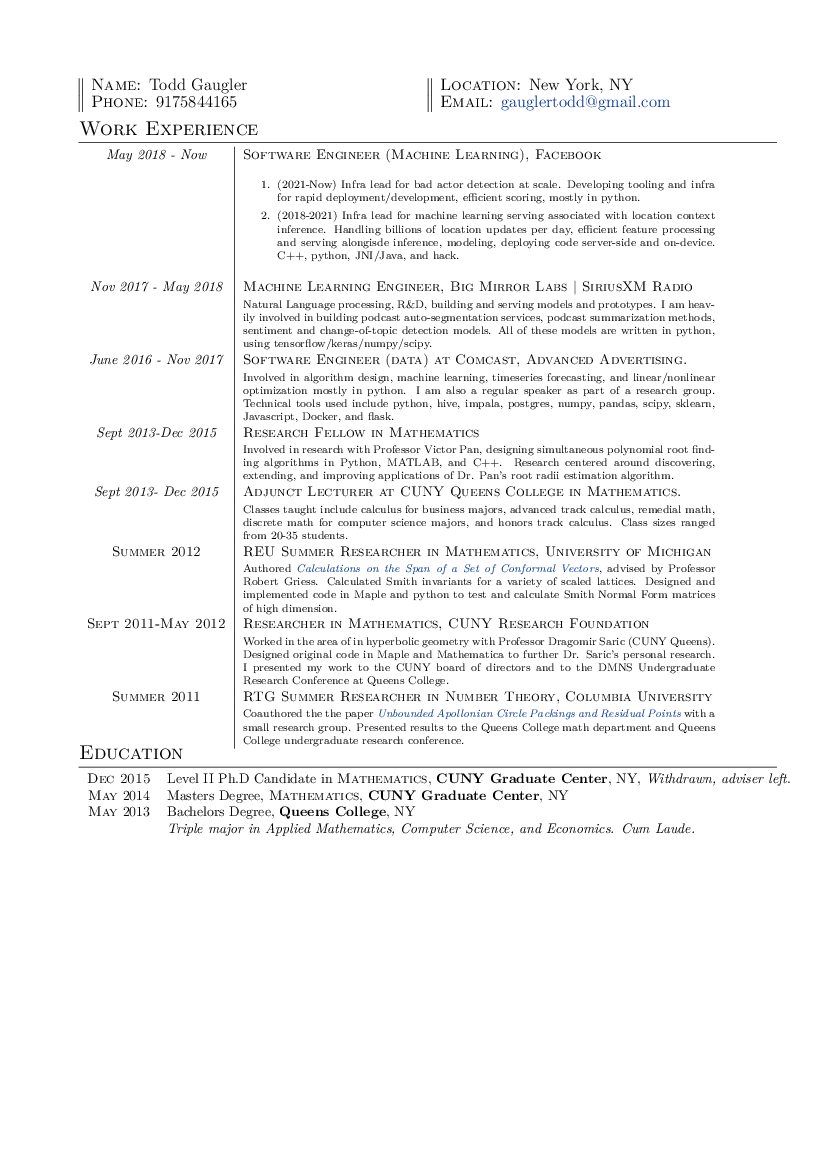 Name: Todd Gaugler
Phone: 9175844165
Location: New York, NY
Email: gauglertodd@gmail.com
Work Experience
May 2018 - Now
Software Engineer (Machine Learning), Facebook
1. (2021-Now) Infra lead for bad actor detection at scale. Developing tooling and infra
for rapid deployment/development, efficient scoring, mostly in python.
2. (2018-2021) Infra lead for machine learning serving associated with location context
inference. Handling billions of location updates per day, efficient feature processing
and serving alongisde inference, modeling, deploying code server-side and on-device.
C++, python, JNI/Java, and hack.
Nov 2017 - May 2018
Machine Learning Engineer, Big Mirror Labs | SiriusXM Radio
Natural Language processing, R&D, building and serving models and prototypes. I am heav-
ily involved in building podcast auto-segmentation services, podcast summarization methods,
sentiment and change-of-topic detection models. All of these models are written in python,
using tensorflow/keras/numpy/scipy.
June 2016 - Nov 2017
Software Engineer (data) at Comcast, Advanced Advertising.
Involved in algorithm design, machine learning, timeseries forecasting, and linear/nonlinear
optimization mostly in python. I am also a regular speaker as part of a research group.
Technical tools used include python, hive, impala, postgres, numpy, pandas, scipy, sklearn,
Javascript, Docker, and flask.
Sept 2013-Dec 2015
Research Fellow in Mathematics
Involved in research with Professor Victor Pan, designing simultaneous polynomial root find-
ing algorithms in Python, MATLAB, and C++. Research centered around discovering,
extending, and improving applications of Dr. Pan's root radii estimation algorithm.
Sept 2013- Dec 2015
Adjunct Lecturer at CUNY Queens College in Mathematics.
Classes taught include calculus for business majors, advanced track calculus, remedial math,
discrete math for computer science majors, and honors track calculus. Class sizes ranged
from 20-35 students.
Summer 2012
REU Summer Researcher in Mathematics, University of Michigan
Authored Calculations on the Span of a Set of Conformal Vectors, advised by Professor
Robert Griess. Calculated Smith invariants for a variety of scaled lattices. Designed and
implemented code in Maple and python to test and calculate Smith Normal Form matrices
of high dimension.
Sept 2011-May 2012
Researcher in Mathematics, CUNY Research Foundation
Worked in the area of in hyperbolic geometry with Professor Dragomir Saric (CUNY Queens).
Designed original code in Maple and Mathematica to further Dr. Saric's personal research.
I presented my work to the CUNY board of directors and to the DMNS Undergraduate
Research Conference at Queens College.
Summer 2011
RTG Summer Researcher in Number Theory, Columbia University
Coauthored the the paper Unbounded Apollonian Circle Packings and Residual Points with a
small research group. Presented results to the Queens College math department and Queens
College undergraduate research conference.
Education
Dec 2015 Level II Ph.D Candidate in Mathematics, CUNY Graduate Center, NY, Withdrawn, adviser left.
May 2014 Masters Degree, Mathematics, CUNY Graduate Center, NY
May 2013 Bachelors Degree, Queens College, NY
Triple major in Applied Mathematics, Computer Science, and Economics. Cum Laude.